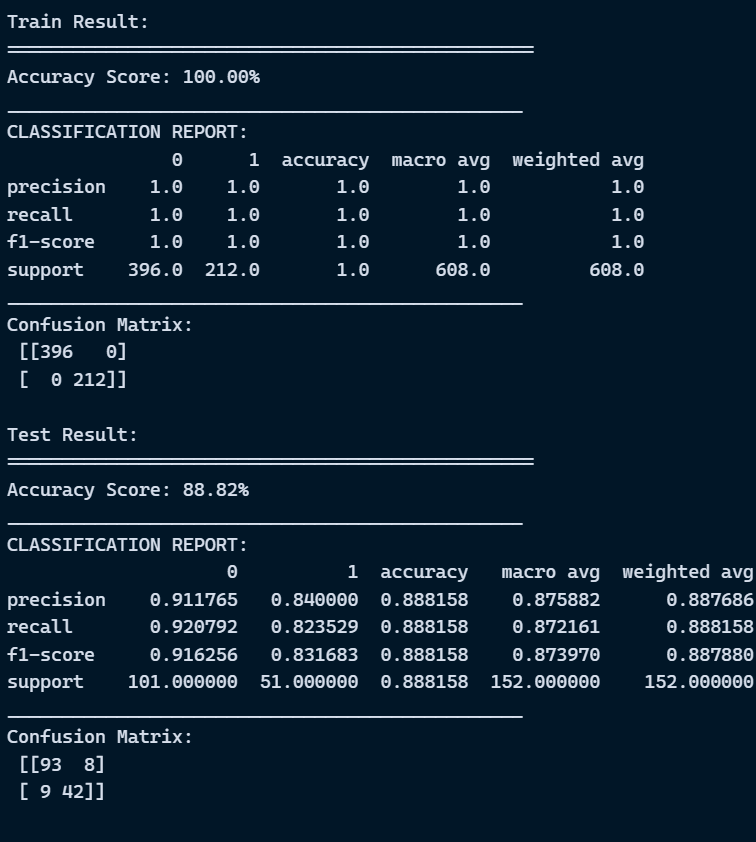 Train Result:
================================================
Accuracy Score: 100.00%
_______________________________________________
CLASSIFICATION REPORT:
               0      1  accuracy  macro avg  weighted avg
precision    1.0    1.0       1.0        1.0           1.0
recall       1.0    1.0       1.0        1.0           1.0
f1-score     1.0    1.0       1.0        1.0           1.0
support    396.0  212.0       1.0      608.0         608.0
_______________________________________________
Confusion Matrix:
 [[396   0]
 [  0 212]]

Test Result:
================================================
Accuracy Score: 88.82%
_______________________________________________
CLASSIFICATION REPORT:
                    0          1  accuracy   macro avg  weighted avg
precision    0.911765   0.840000  0.888158    0.875882      0.887686
recall       0.920792   0.823529  0.888158    0.872161      0.888158
f1-score     0.916256   0.831683  0.888158    0.873970      0.887880
support    101.000000  51.000000  0.888158  152.000000    152.000000
_______________________________________________
Confusion Matrix:
 [[93  8]
 [ 9 42]]